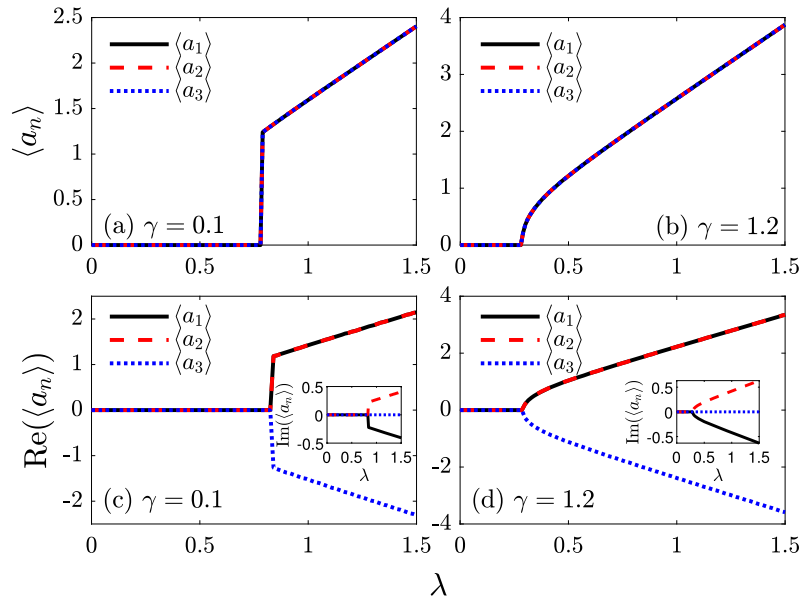 ⟨a_n⟩
2.5
2
1.5
1
0.5
0
⟨a_1⟩
⟨a_2⟩
⟨a_3⟩
(a) γ = 0.1
0 0.5 1 1.5
4
3
2
1
0
⟨a_1⟩
⟨a_2⟩
⟨a_3⟩
(b) γ = 1.2
0 0.5 1 1.5
Re(⟨a_n⟩)
2
1
0
-1
-2
⟨a_1⟩
⟨a_2⟩
⟨a_3⟩
Im(⟨a_n⟩)
0.5
0
-0.5
0 0.5 1 1.5
λ
(c) γ = 0.1
0 0.5 1 1.5
4
2
0
-2
-4
⟨a_1⟩
⟨a_2⟩
⟨a_3⟩
Im(⟨a_n⟩)
0.5
0
-0.5
0 0.5 1 1.5
λ
(d) γ = 1.2
0 0.5 1 1.5
λ